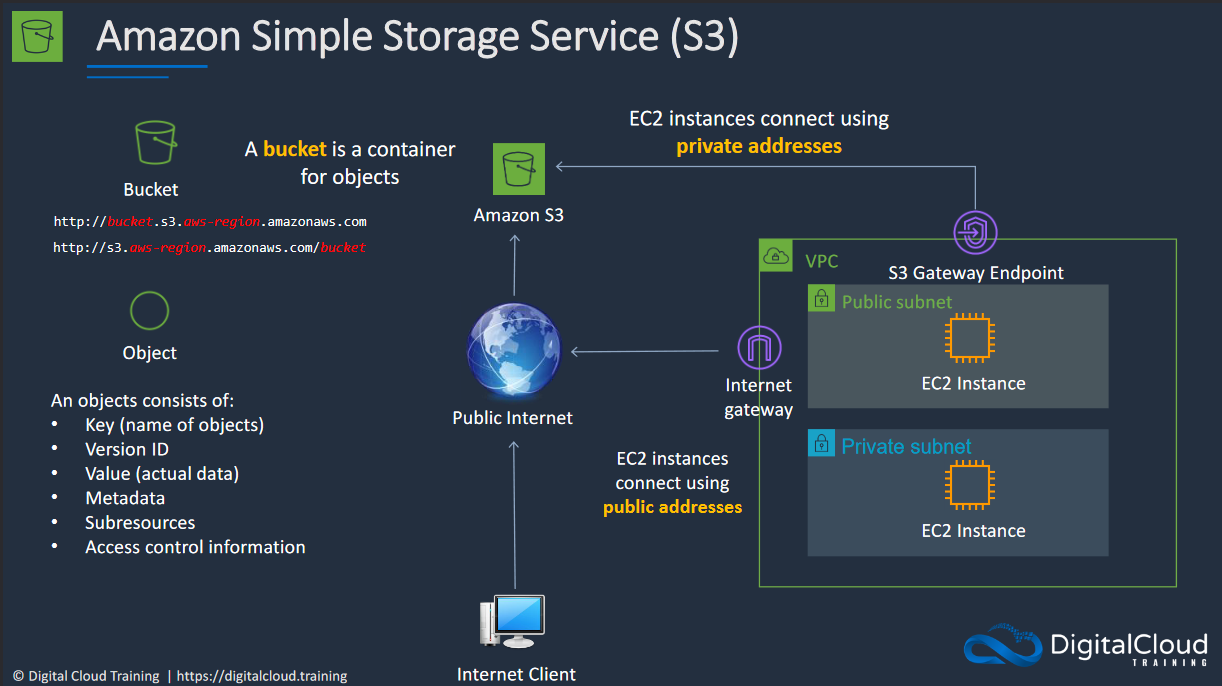 Amazon Simple Storage Service (S3)
Bucket
A bucket is a container
for objects
http://bucket.s3.aws-region.amazonaws.com
http://s3.aws-region.amazonaws.com/bucket
Object
An objects consists of:
• Key (name of objects)
• Version ID
• Value (actual data)
• Metadata
• Subresources
• Access control information
Amazon S3
EC2 instances connect using
private addresses
S3 Gateway Endpoint
VPC
Public subnet
EC2 Instance
Internet
gateway
Public Internet
Private subnet
EC2 Instance
EC2 instances
connect using
public addresses
Internet Client
© Digital Cloud Training | https://digitalcloud.training
DigitalCloud
TRAINING